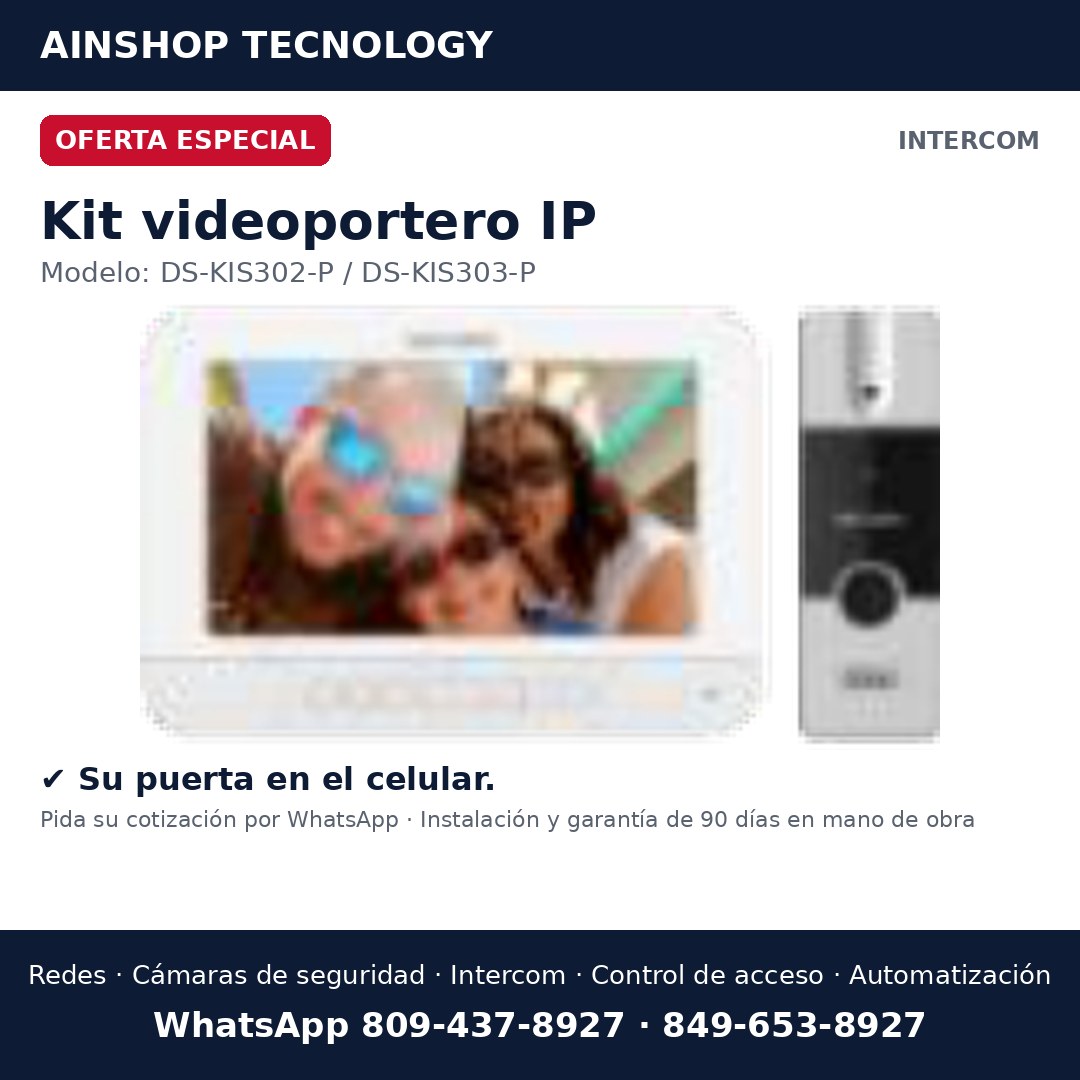 AINSHOP TECNOLOGY
OFERTA ESPECIAL
INTERCOM
Kit videoportero IP
Modelo: DS-KIS302-P / DS-KIS303-P
✔ Su puerta en el celular.
Pida su cotización por WhatsApp · Instalación y garantía de 90 días en mano de obra
Redes · Cámaras de seguridad · Intercom · Control de acceso · Automatización
WhatsApp 809-437-8927 · 849-653-8927